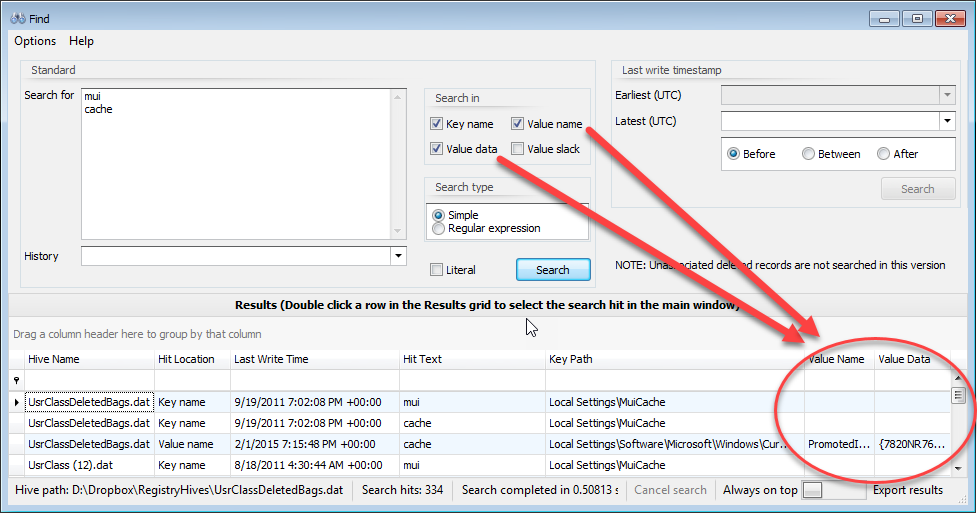 Find
Options Help
Standard
Search for
mui
cache
Search in
Key name Value name
Value data Value slack
Search type
Simple
Regular expression
History
Literal Search
Last write timestamp
Earliest (UTC)
Latest (UTC)
Before Between After
Search
NOTE: Unassociated deleted records are not searched in this version
Results (Double click a row in the Results grid to select the search hit in the main window)
Drag a column header here to group by that column
Hive Name Hit Location Last Write Time Hit Text Key Path Value Name Value Data
UsrClassDeletedBags.dat Key name 9/19/2011 7:02:08 PM +00:00 mui Local Settings\MuiCache
UsrClassDeletedBags.dat Key name 9/19/2011 7:02:08 PM +00:00 cache Local Settings\MuiCache
UsrClassDeletedBags.dat Value name 2/1/2015 7:15:48 PM +00:00 cache Local Settings\Software\Microsoft\Windows\Cur... PromotedI... {7820NR76...
UsrClass (12).dat Key name 8/18/2011 4:30:44 AM +00:00 mui Local Settings\MuiCache
Hive path: D:\Dropbox\RegistryHives\UsrClassDeletedBags.dat Search hits: 334 Search completed in 0.50813 s Cancel search Always on top Export results